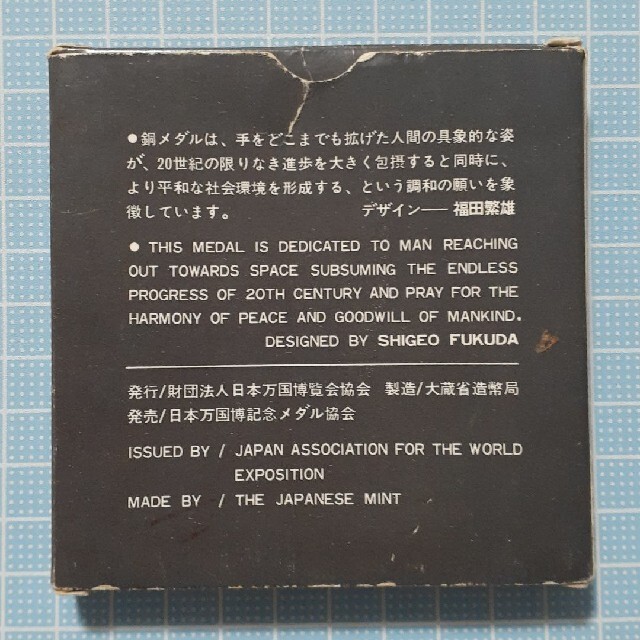 ●銅メダルは、手をどこまでも拡げた人間の具象的な姿
が、20世紀の限りなき進歩を大きく包摂すると同時に、
より平和な社会環境を形成する、という調和の願いを象
徴しています。 デザイン──福田繁雄
● THIS MEDAL IS DEDICATED TO MAN REACHING
OUT TOWARDS SPACE SUBSUMING THE ENDLESS
PROGRESS OF 20TH CENTURY AND PRAY FOR THE
HARMONY OF PEACE AND GOODWILL OF MANKIND.
DESIGNED BY SHIGEO FUKUDA
発行/財団法人日本万国博覧会協会 製造/大蔵省造幣局
発売/日本万国博記念メダル協会
ISSUED BY / JAPAN ASSOCIATION FOR THE WORLD
EXPOSITION
MADE BY / THE JAPANESE MINT